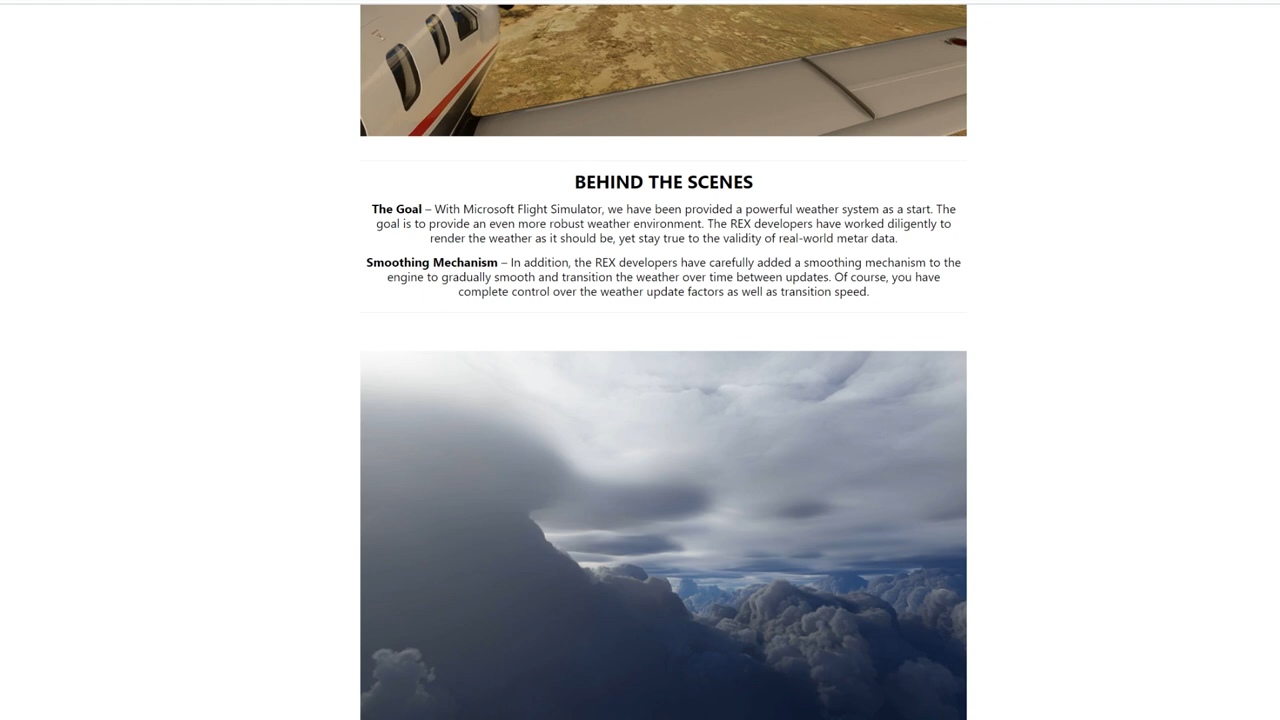 BEHIND THE SCENES
The Goal – With Microsoft Flight Simulator, we have been provided a powerful weather system as a start. The
goal is to provide an even more robust weather environment. The REX developers have worked diligently to
render the weather as it should be, yet stay true to the validity of real-world metar data.
Smoothing Mechanism – In addition, the REX developers have carefully added a smoothing mechanism to the
engine to gradually smooth and transition the weather over time between updates. Of course, you have
complete control over the weather update factors as well as transition speed.